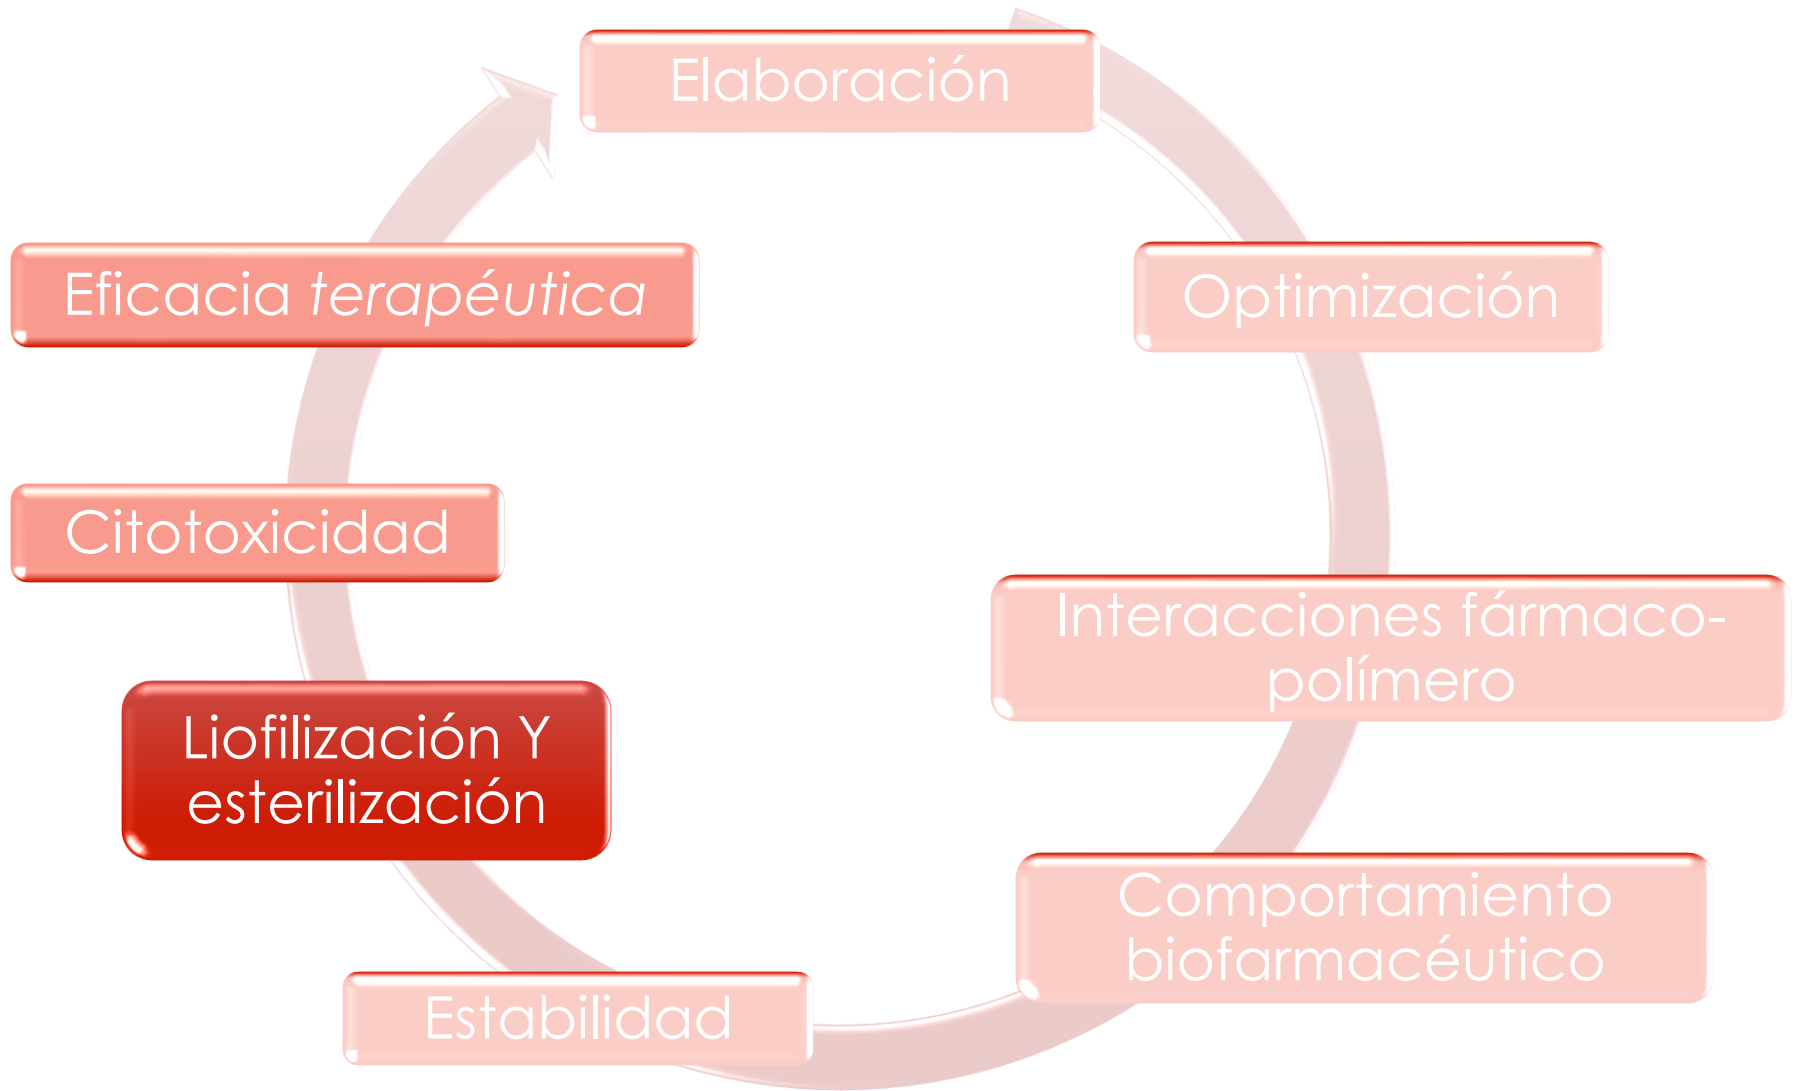 Elaboración
Optimización
Interacciones fármaco-
polímero
Comportamiento
biofarmacéutico
Estabilidad
Liofilización Y
esterilización
Citotoxicidad
Eficacia terapéutica